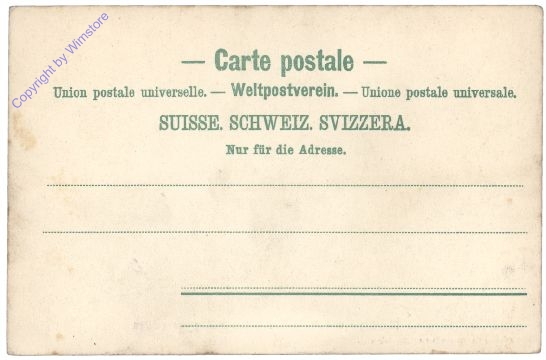 — Carte postale —
Union postale universelle. — Weltpostverein. — Unione postale universale.
SUISSE. SCHWEIZ. SVIZZERA.
Nur für die Adresse.
Copyright by Wimstore